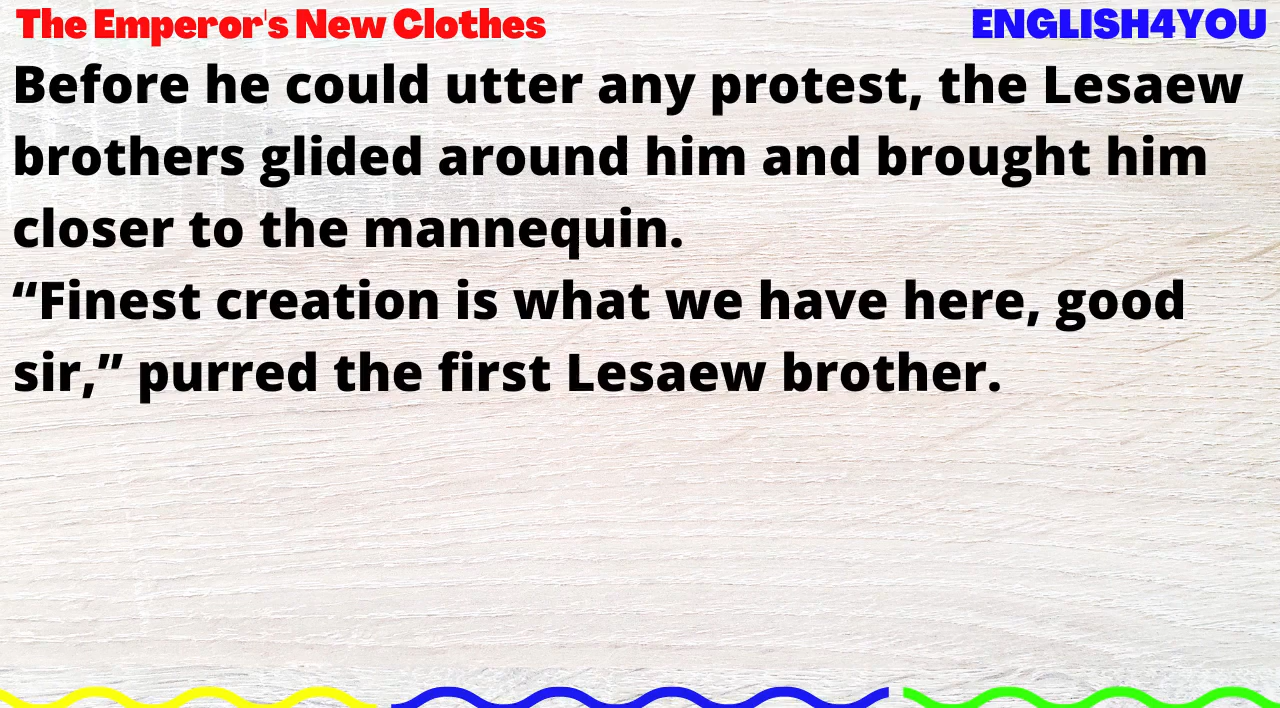 The Emperor's New Clothes
ENGLISH4YOU
Before he could utter any protest, the Lesaew
brothers glided around him and brought him
closer to the mannequin.
“Finest creation is what we have here, good
sir,” purred the first Lesaew brother.